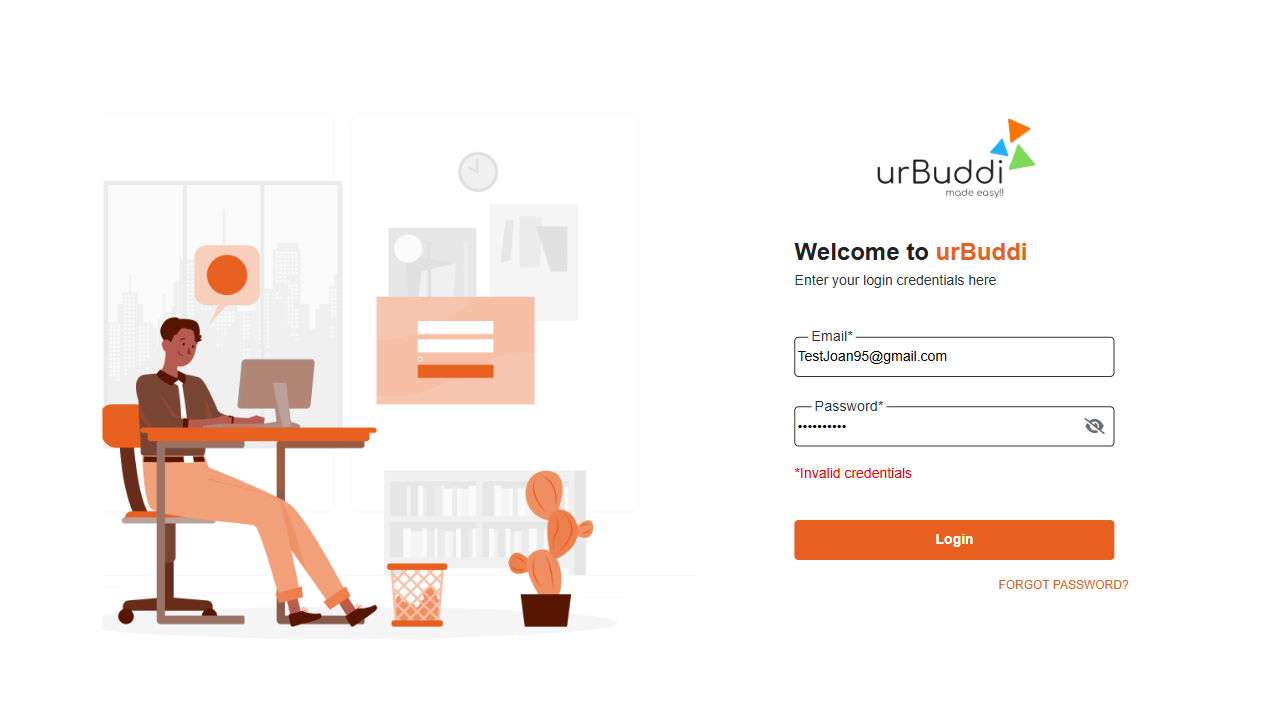 urBuddi
made easy!!
Welcome to urBuddi
Enter your login credentials here
Email*
TestJoan95@gmail.com
Password*
••••••••••
*Invalid credentials
Login
FORGOT PASSWORD?